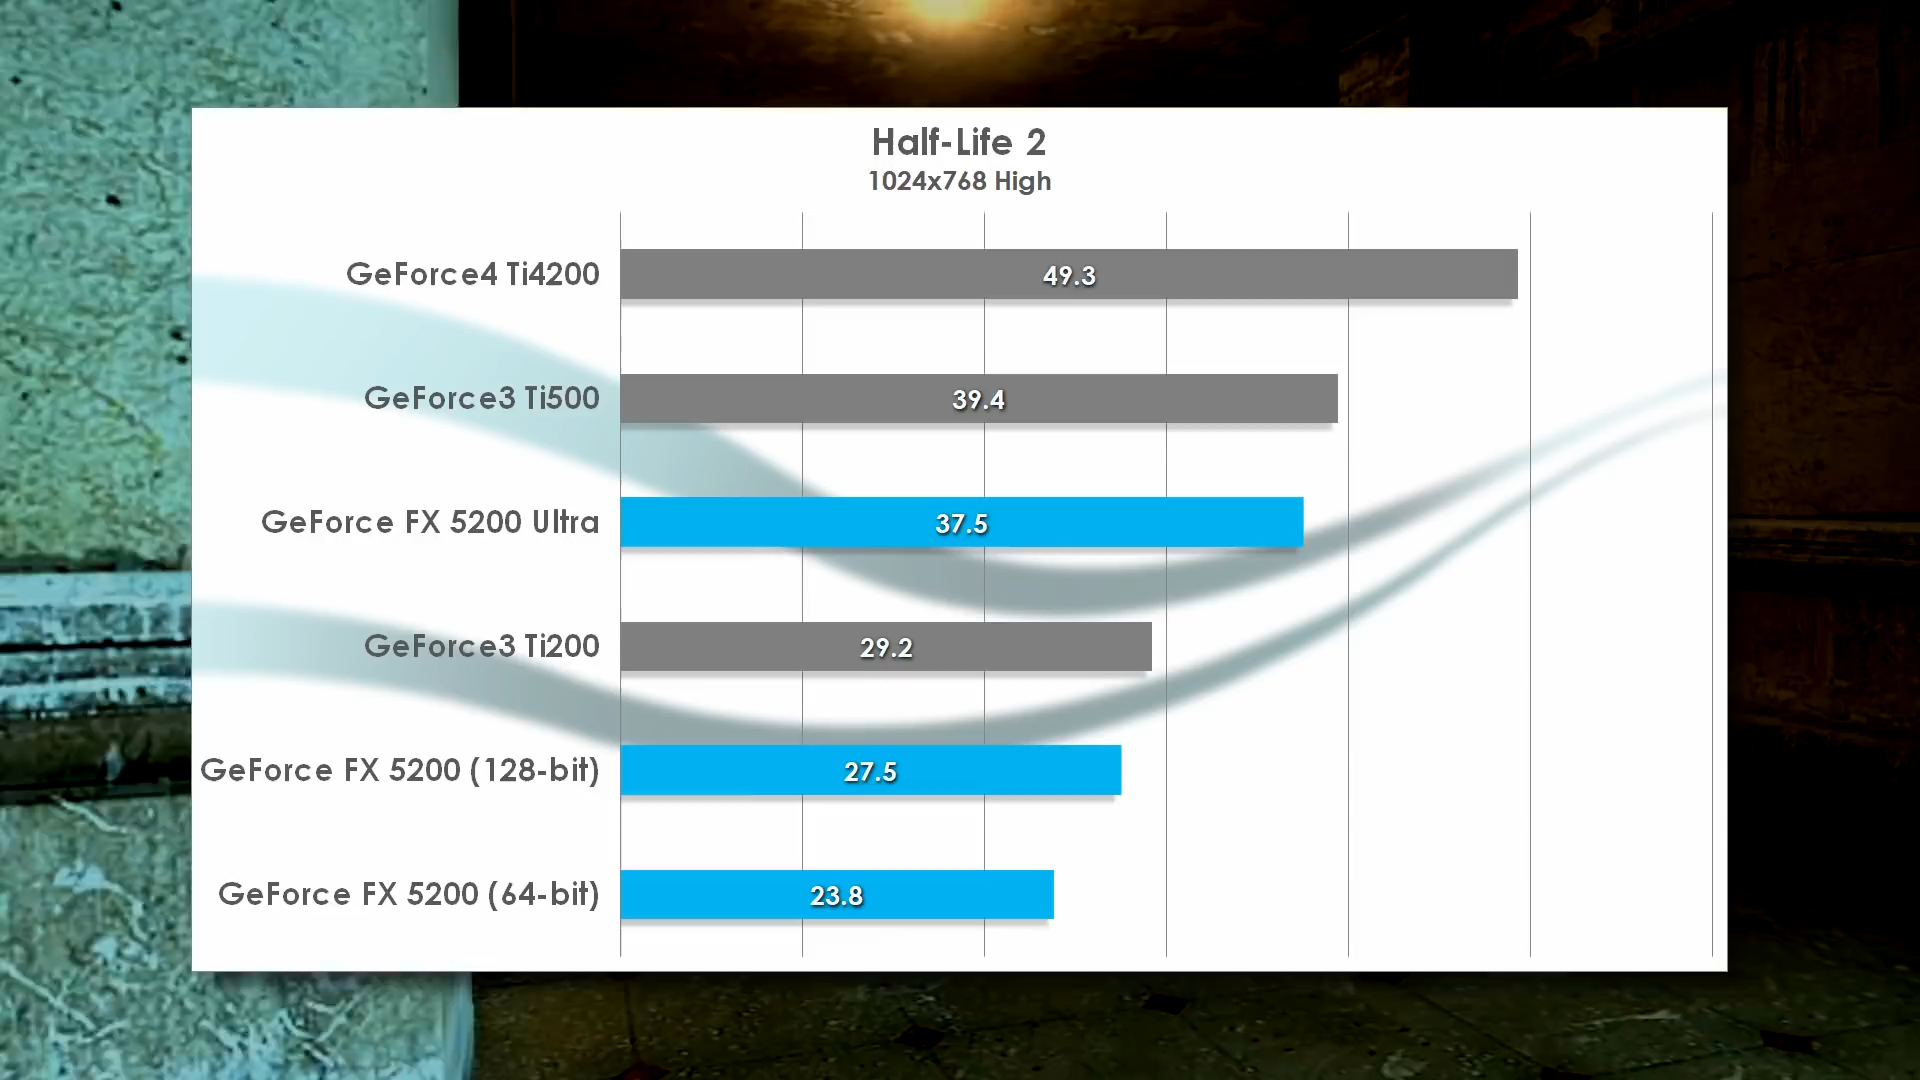 Half-Life 2
1024x768 High
GeForce4 Ti4200 49.3
GeForce3 Ti500 39.4
GeForce FX 5200 Ultra 37.5
GeForce3 Ti200 29.2
GeForce FX 5200 (128-bit) 27.5
GeForce FX 5200 (64-bit) 23.8